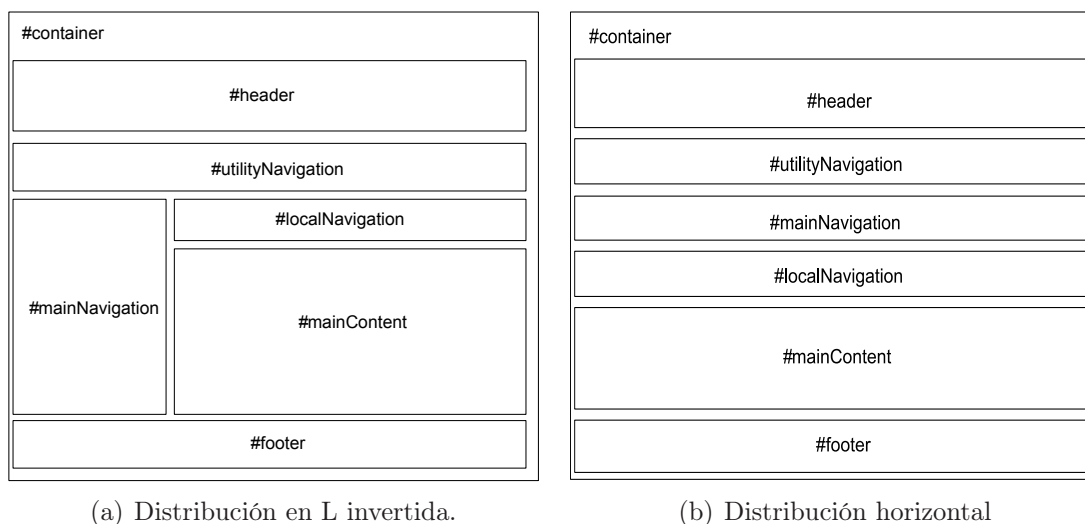 #container
#header
#utilityNavigation
#localNavigation
#mainNavigation
#mainContent
#footer
(a) Distribución en L invertida.
#container
#header
#utilityNavigation
#mainNavigation
#localNavigation
#mainContent
#footer
(b) Distribución horizontal